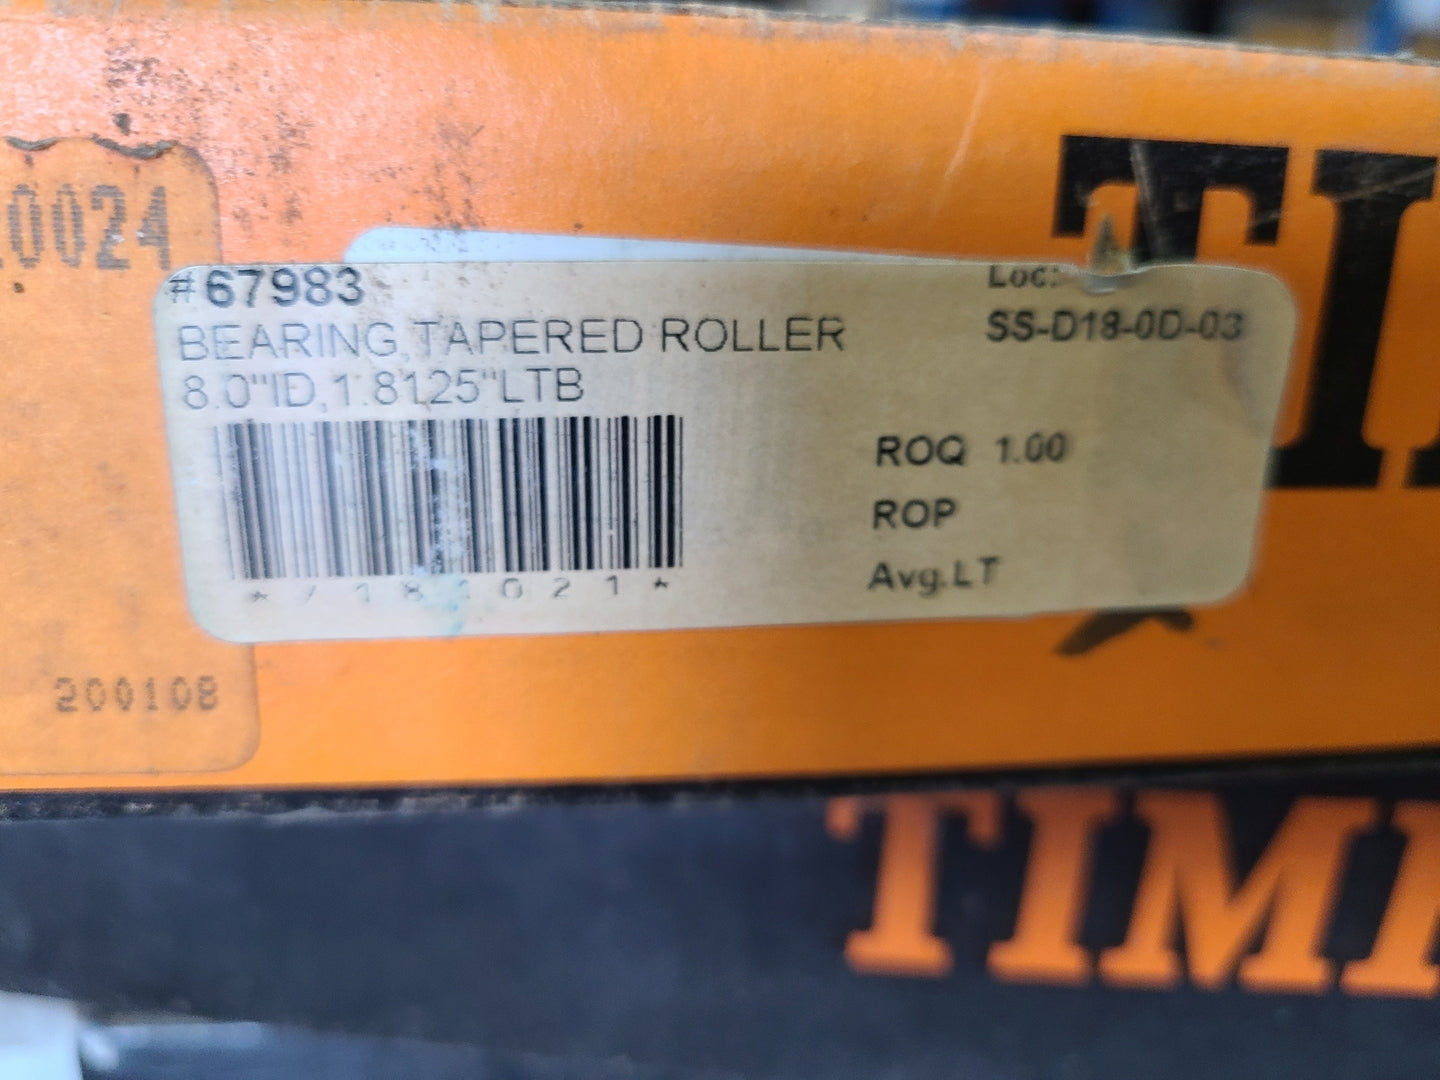 0024
#67983
BEARING,TAPERED ROLLER
8.0"ID,1.8125"LTB
Loc:
SS-D18-0D-03
ROQ 1.00
ROP
Avg.LT
200108
TI
TIM